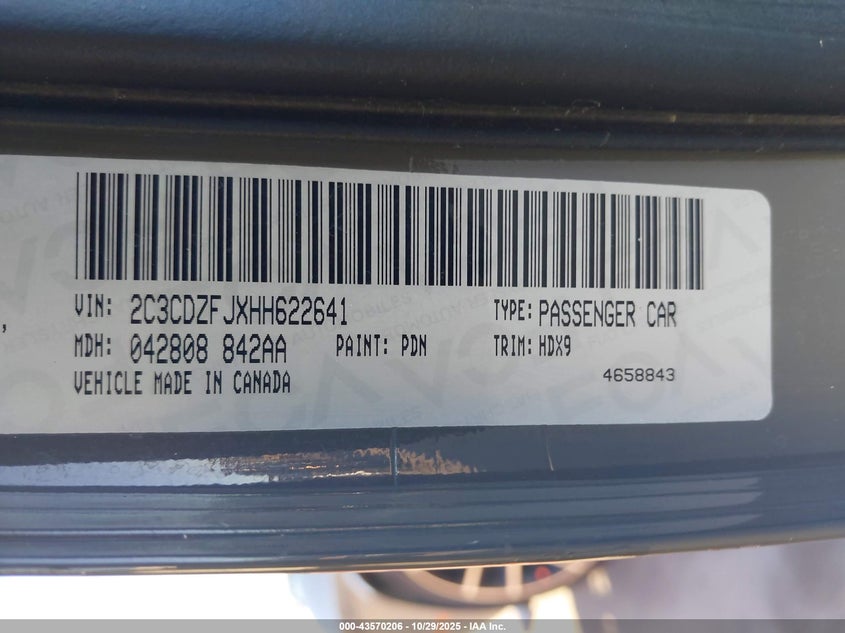 VIN: 2C3CDZFJXHH622641 TYPE: PASSENGER CAR
MDH: 042808 842AA PAINT: PDN TRIM: HDX9
VEHICLE MADE IN CANADA 4658843
000-43570206 - 10/29/2025 - IAA Inc.